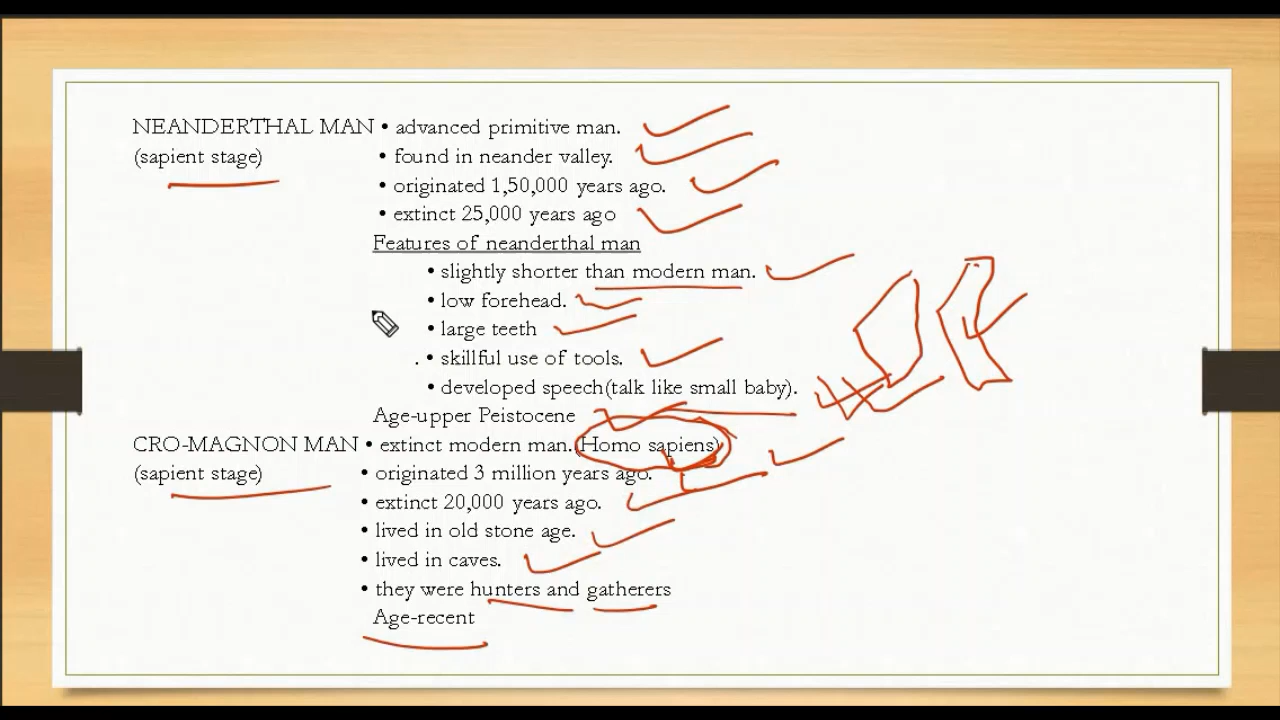 NEANDERTHAL MAN • advanced primitive man.
(sapient stage) • found in neander valley.
• originated 1,50,000 years ago.
• extinct 25,000 years ago
Features of neanderthal man
• slightly shorter than modern man.
• low forehead.
• large teeth
. • skillful use of tools.
• developed speech(talk like small baby).
Age-upper Peistocene
CRO-MAGNON MAN • extinct modern man.(Homo sapiens)
(sapient stage) • originated 3 million years ago.
• extinct 20,000 years ago.
• lived in old stone age.
• lived in caves.
• they were hunters and gatherers
Age-recent